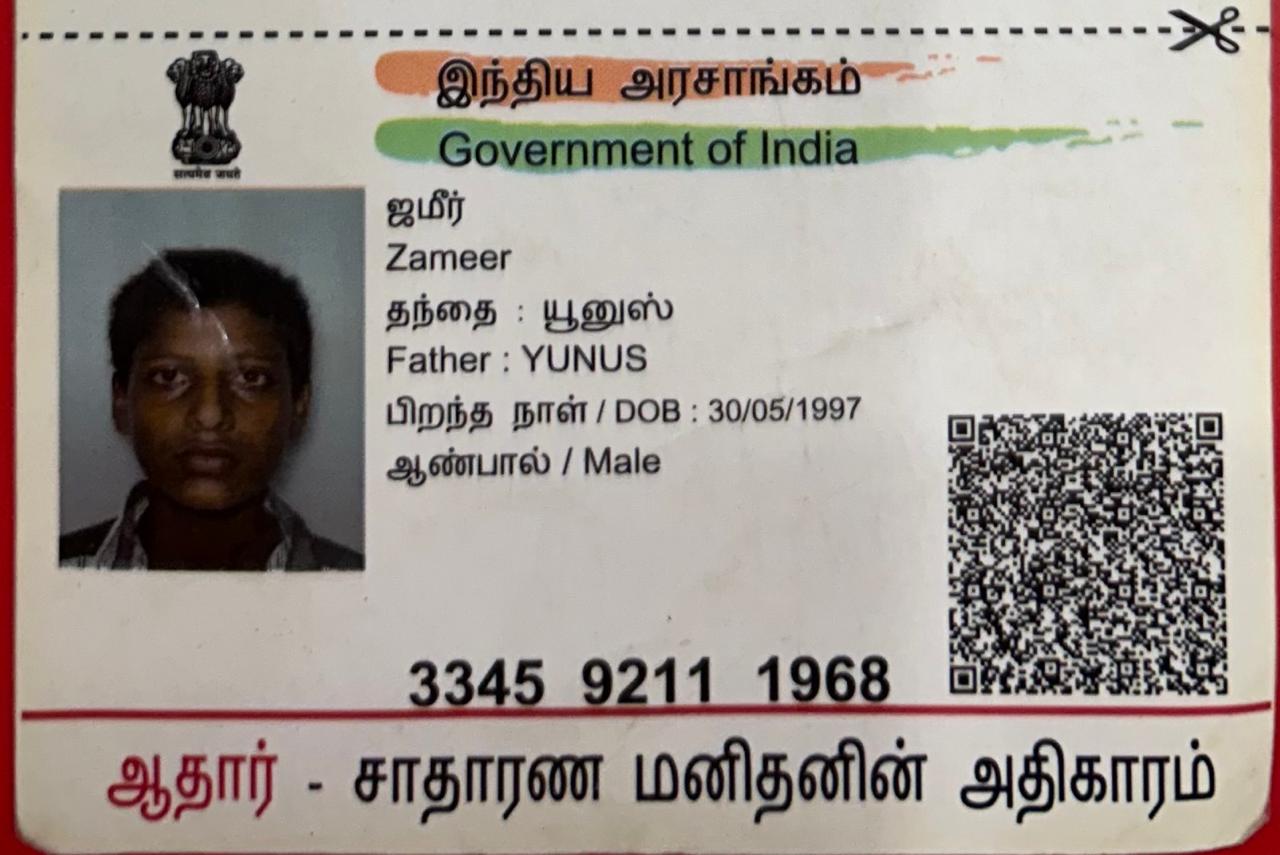 सत्यमेव जयते
இந்திய அரசாங்கம்
Government of India
ஜமீர்
Zameer
தந்தை : யூனுஸ்
Father : YUNUS
பிறந்த நாள் / DOB : 30/05/1997
ஆண்பால் / Male
3345 9211 1968
ஆதார் - சாதாரண மனிதனின் அதிகாரம்